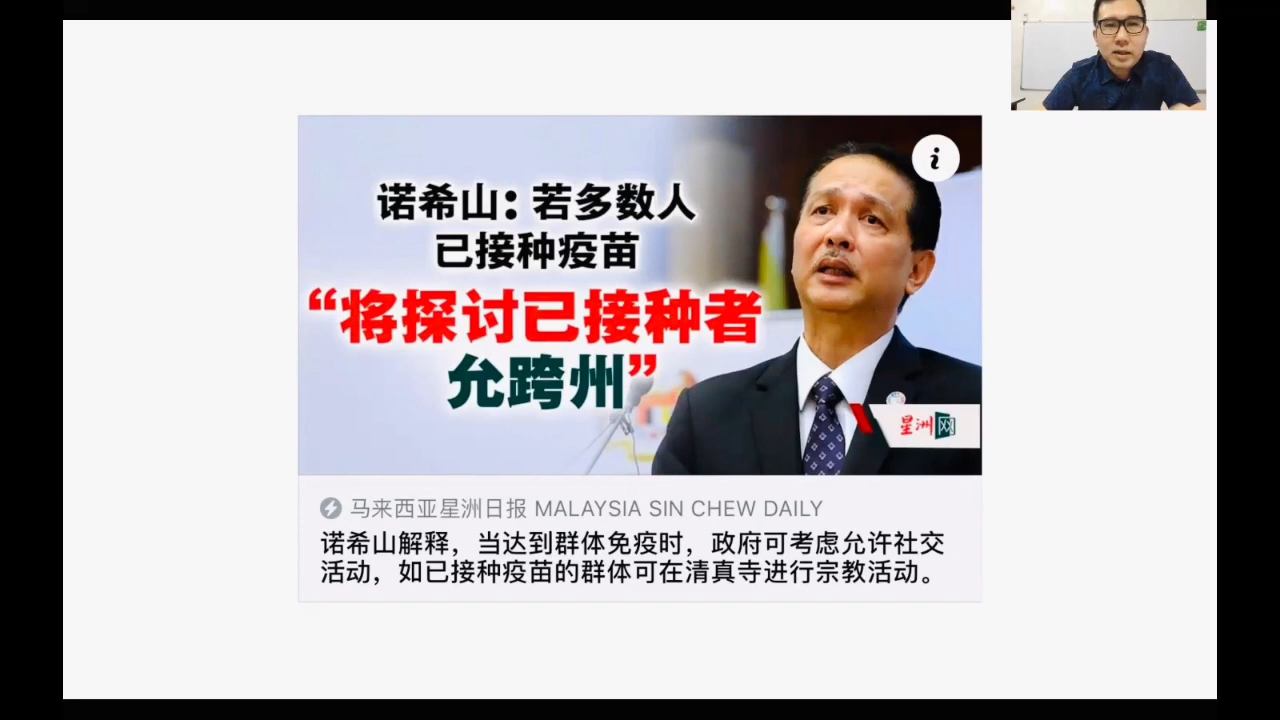 诺希山：若多数人
已接种疫苗
“将探讨已接种者
允跨州”
i
星洲网
马来西亚星洲日报 MALAYSIA SIN CHEW DAILY
诺希山解释，当达到群体免疫时，政府可考虑允许社交
活动，如已接种疫苗的群体可在清真寺进行宗教活动。